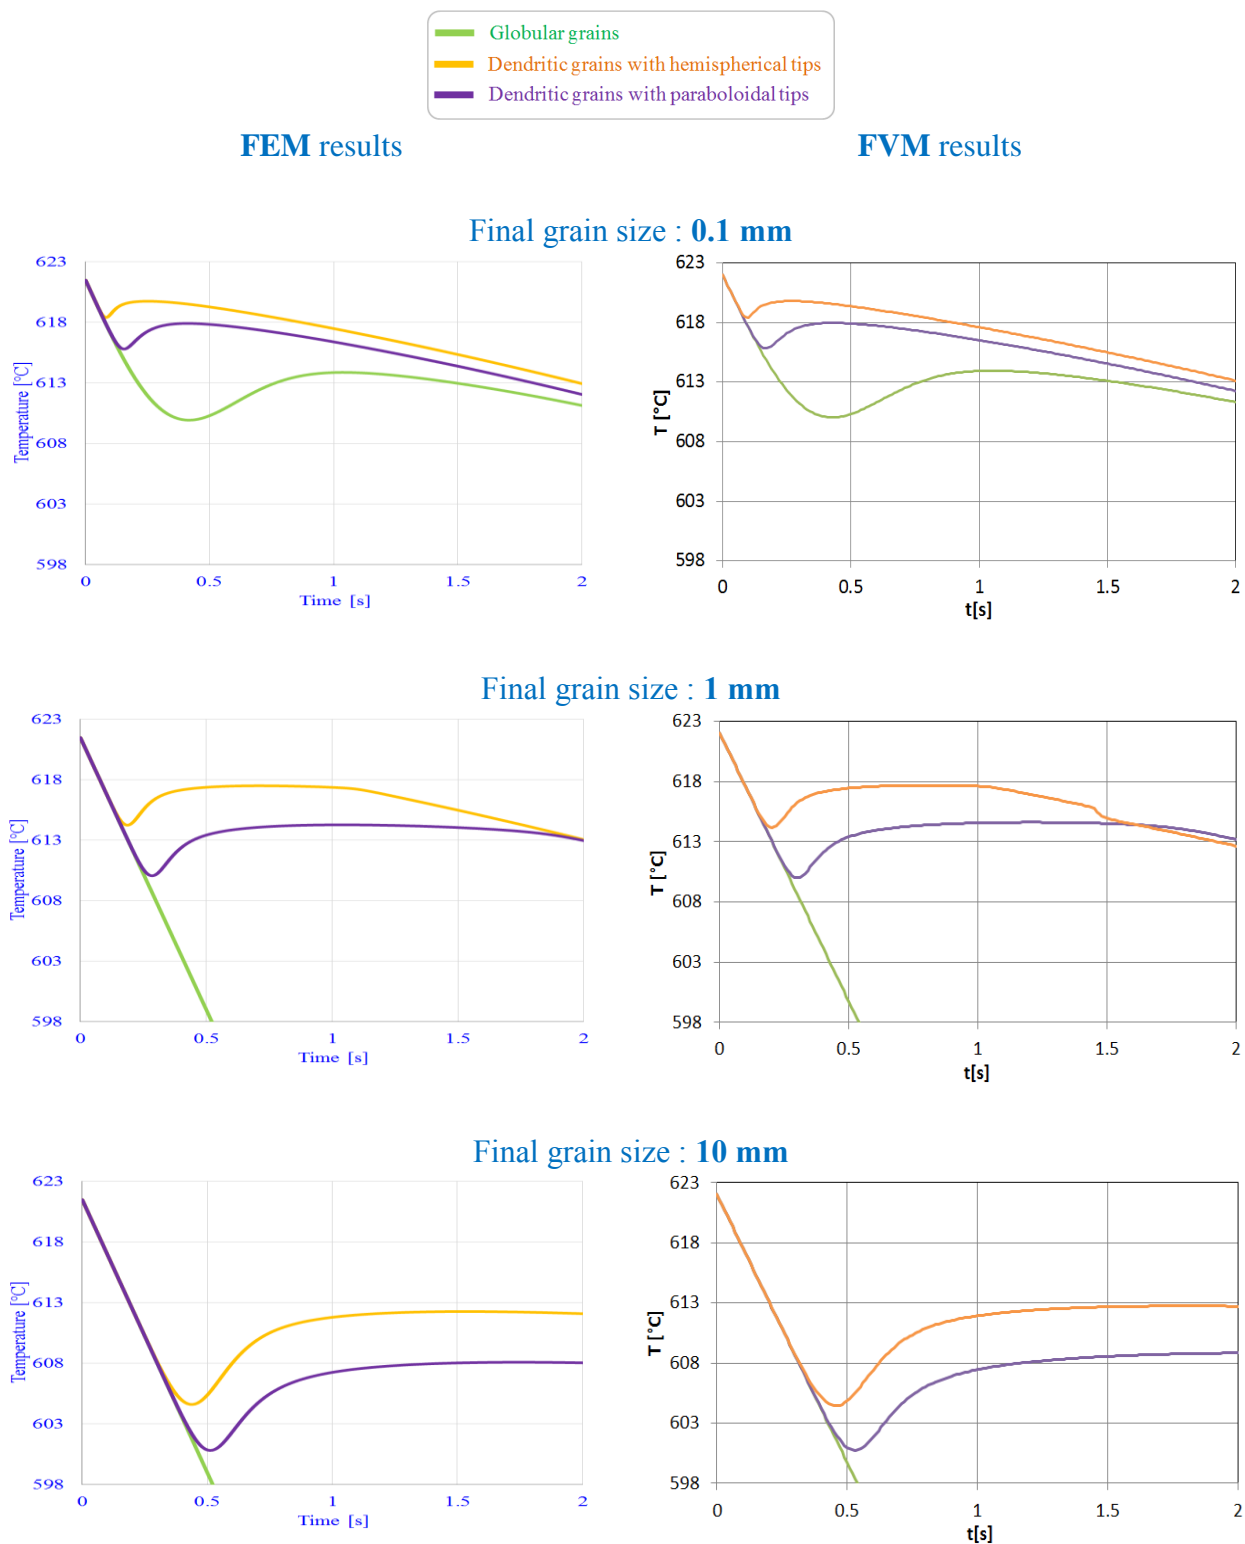 Globular grains
Dendritic grains with hemispherical tips
Dendritic grains with paraboloidal tips
FEM results
FVM results
Final grain size : 0.1 mm
623
618
613
608
603
598
Temperature [°C]
0 0.5 1 1.5 2
Time [s]
623
618
613
608
603
598
T [°C]
0 0.5 1 1.5 2
t[s]
Final grain size : 1 mm
623
618
613
608
603
598
Temperature [°C]
0 0.5 1 1.5 2
Time [s]
623
618
613
608
603
598
T [°C]
0 0.5 1 1.5 2
t[s]
Final grain size : 10 mm
623
618
613
608
603
598
Temperature [°C]
0 0.5 1 1.5 2
Time [s]
623
618
613
608
603
598
T [°C]
0 0.5 1 1.5 2
t[s]